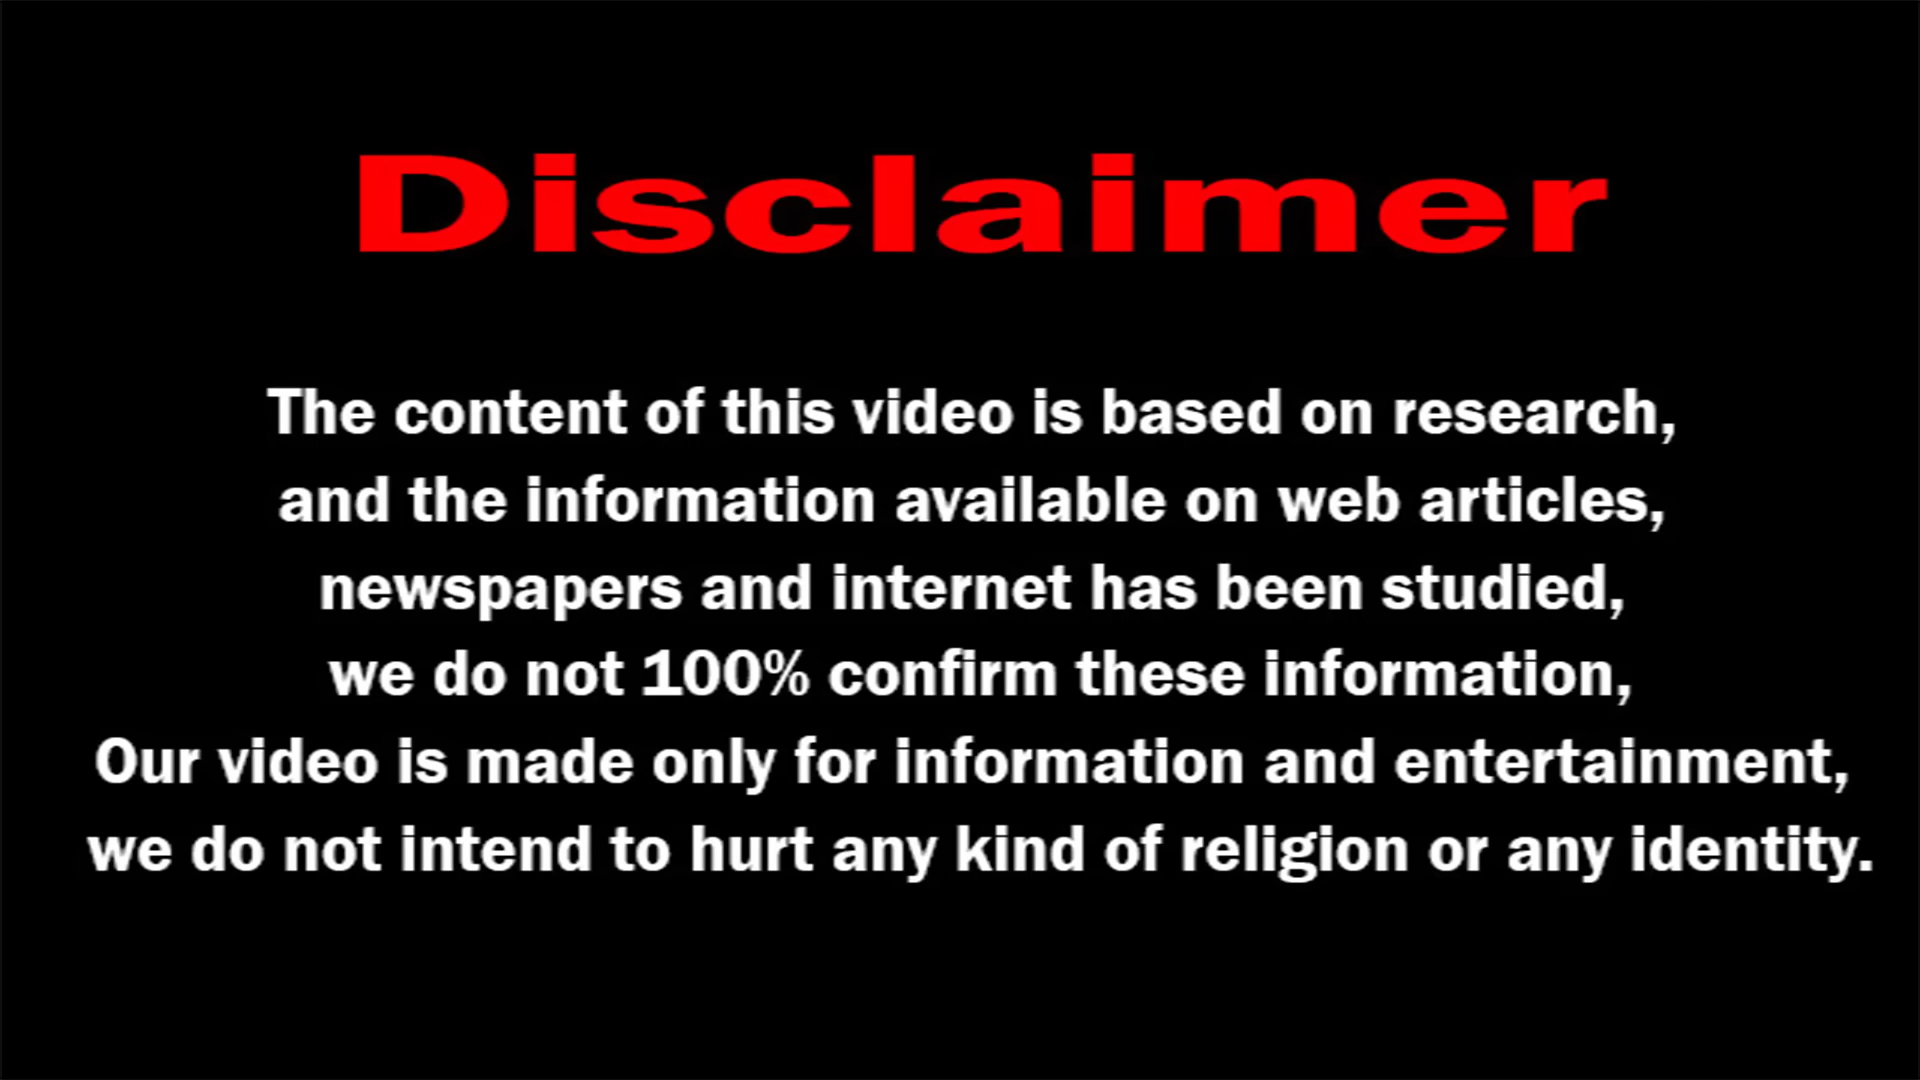 Disclaimer
The content of this video is based on research,
and the information available on web articles,
newspapers and internet has been studied,
we do not 100% confirm these information,
Our video is made only for information and entertainment,
we do not intend to hurt any kind of religion or any identity.